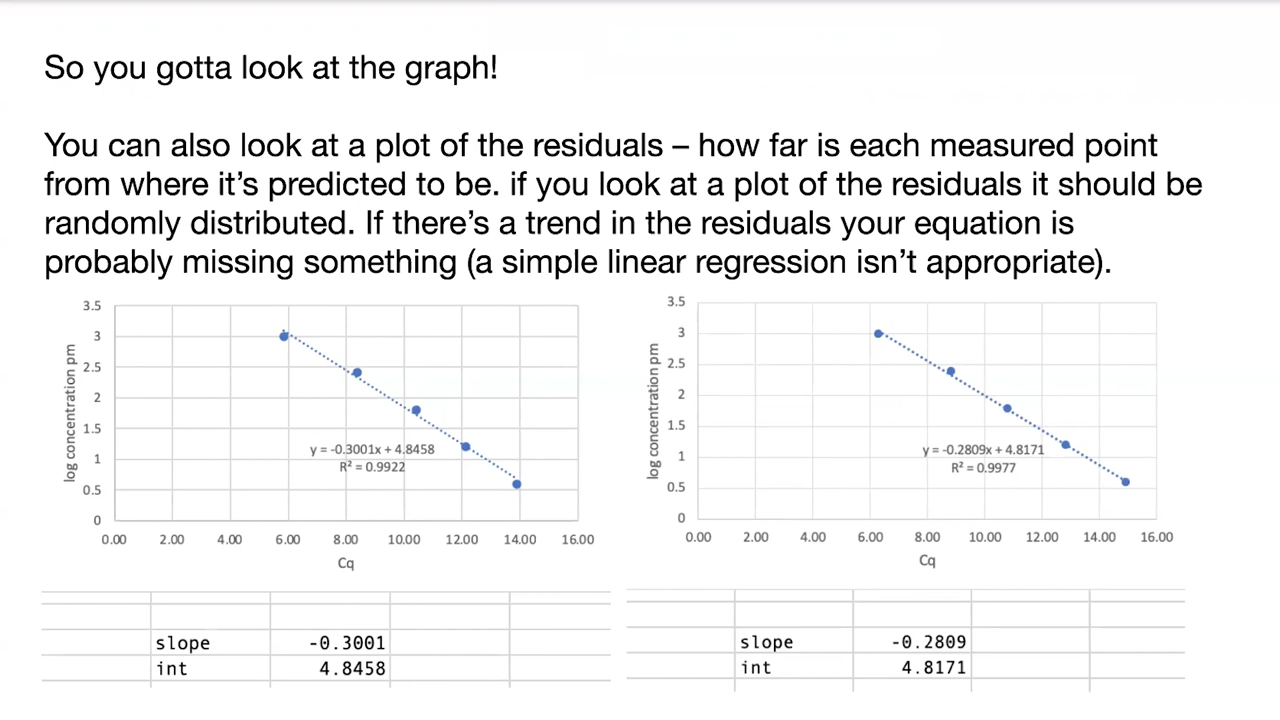 So you gotta look at the graph!
You can also look at a plot of the residuals – how far is each measured point
from where it’s predicted to be. if you look at a plot of the residuals it should be
randomly distributed. If there’s a trend in the residuals your equation is
probably missing something (a simple linear regression isn’t appropriate).
log concentration pm
3.5
3
2.5
2
1.5
1
0.5
0
y = -0.3001x + 4.8458
R² = 0.9922
0.00 2.00 4.00 6.00 8.00 10.00 12.00 14.00 16.00
Cq
log concentration pm
3.5
3
2.5
2
1.5
1
0.5
0
y = -0.2809x + 4.8171
R² = 0.9977
0.00 2.00 4.00 6.00 8.00 10.00 12.00 14.00 16.00
Cq
slope -0.3001
int 4.8458
slope -0.2809
int 4.8171